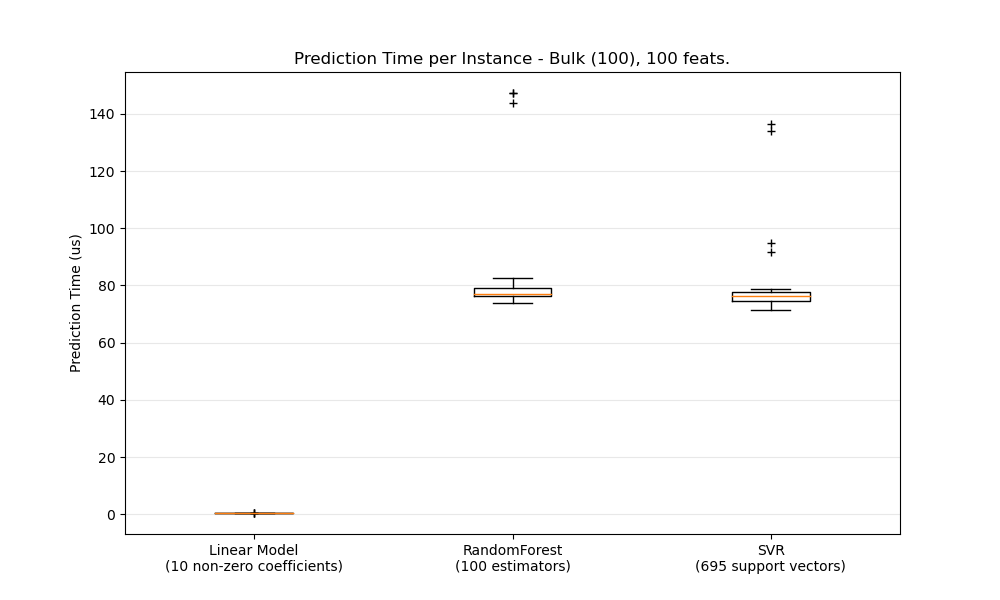 Prediction Time per Instance - Bulk (100), 100 feats.
Prediction Time (us)
140
120
100
80
60
40
20
0
Linear Model
(10 non-zero coefficients)
RandomForest
(100 estimators)
SVR
(695 support vectors)